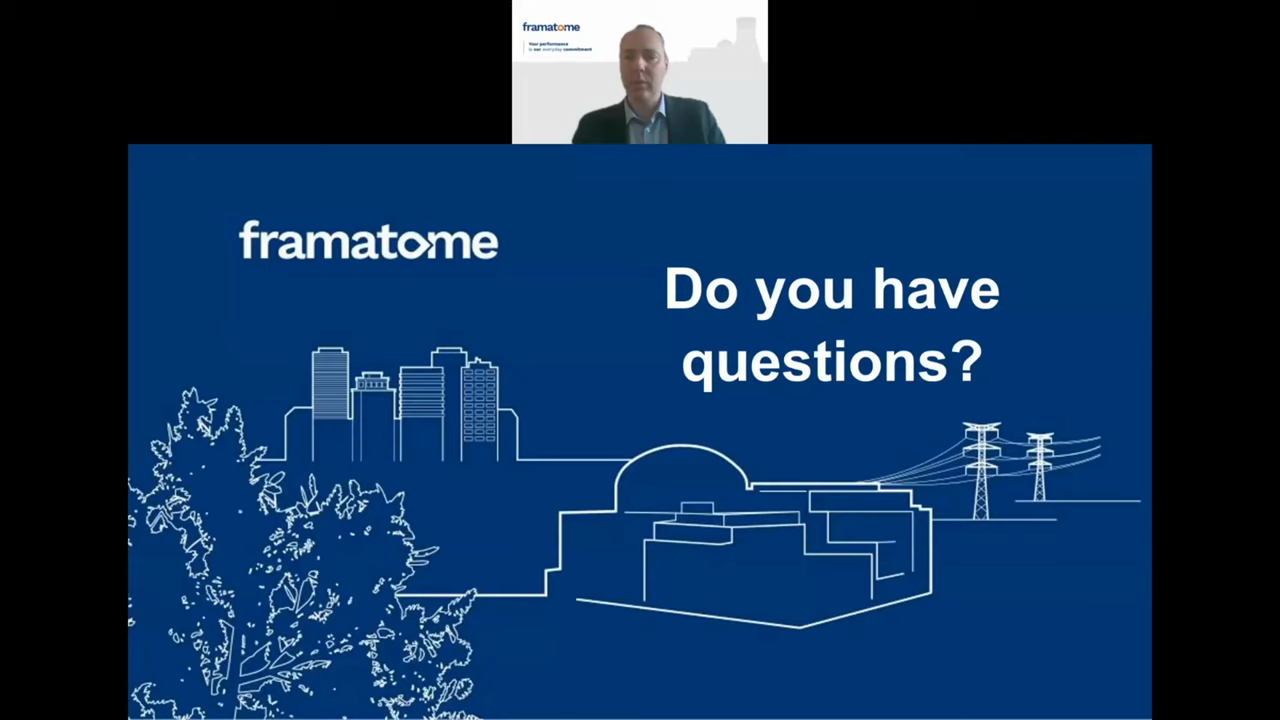 framatome
Your performance
is our everyday commitment
framatome
Do you have
questions?